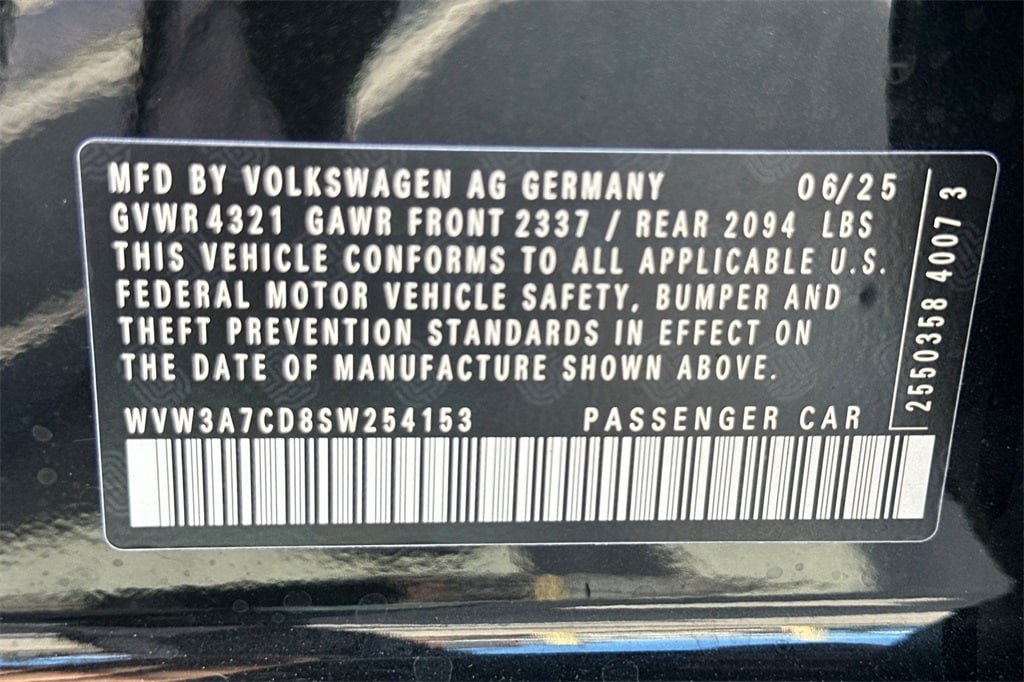 MFD BY VOLKSWAGEN AG GERMANY 06/25
GVWR 4321 GAWR FRONT 2337 / REAR 2094 LBS
THIS VEHICLE CONFORMS TO ALL APPLICABLE U.S.
FEDERAL MOTOR VEHICLE SAFETY, BUMPER AND
THEFT PREVENTION STANDARDS IN EFFECT ON
THE DATE OF MANUFACTURE SHOWN ABOVE.
WVW3A7CD8SW254153 PASSENGER CAR
2550358 4007 3